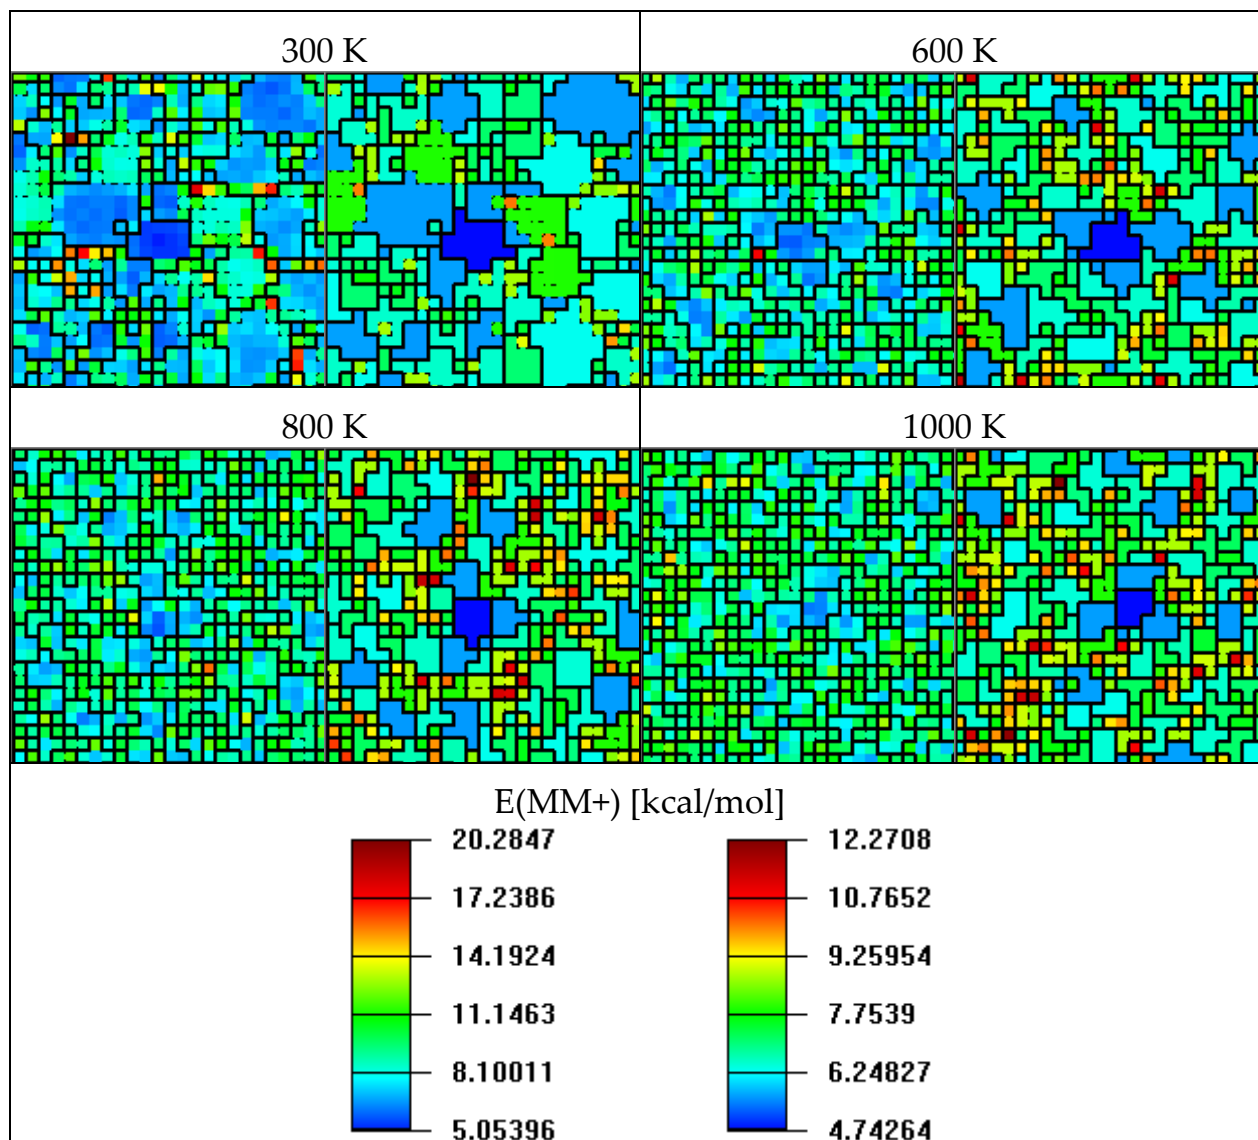 300 K
600 K
800 K
1000 K
E(MM+) [kcal/mol]
20.2847
17.2386
14.1924
11.1463
8.10011
5.05396
12.2708
10.7652
9.25954
7.7539
6.24827
4.74264